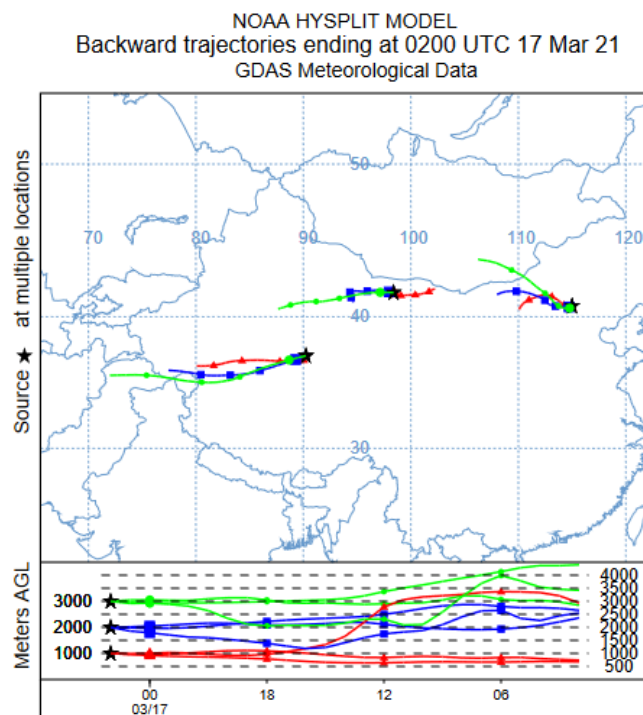 NOAA HYSPLIT MODEL
Backward trajectories ending at 0200 UTC 17 Mar 21
GDAS Meteorological Data
Source ★ at multiple locations
50
70 80 90 100 110 120
40
30
Meters AGL
3000
2000
1000
4000
3500
3000
2500
2000
1500
1000
500
00 18 12 06
03/17